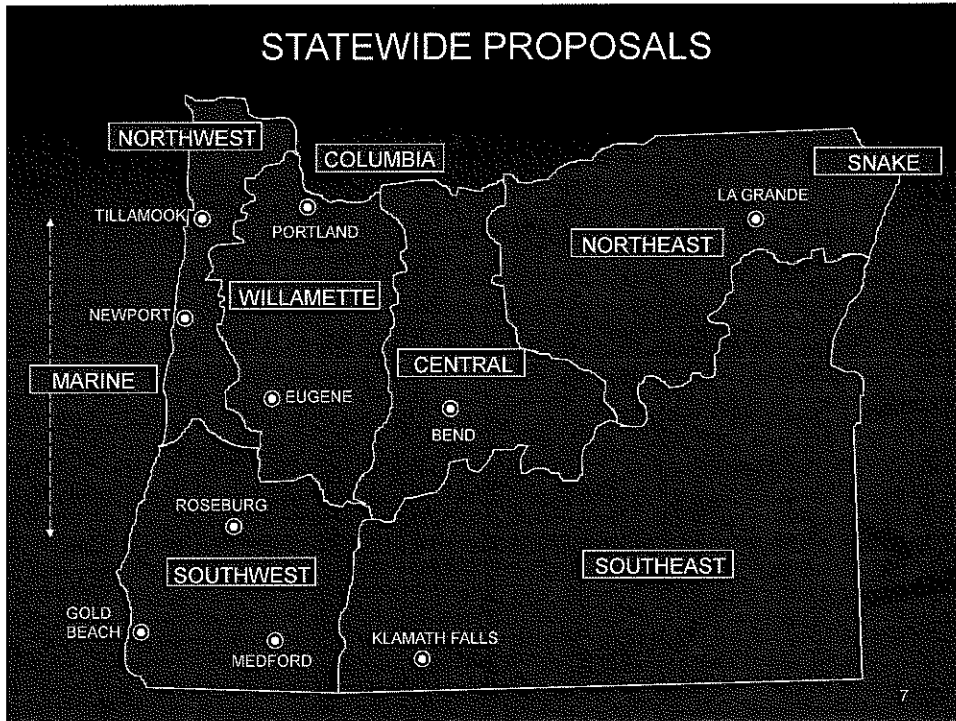 STATEWIDE PROPOSALS
NORTHWEST
COLUMBIA
SNAKE
TILLAMOOK
PORTLAND
LA GRANDE
NORTHEAST
NEWPORT
WILLAMETTE
MARINE
CENTRAL
EUGENE
BEND
ROSEBURG
SOUTHWEST
SOUTHEAST
GOLD
BEACH
MEDFORD
KLAMATH FALLS
7